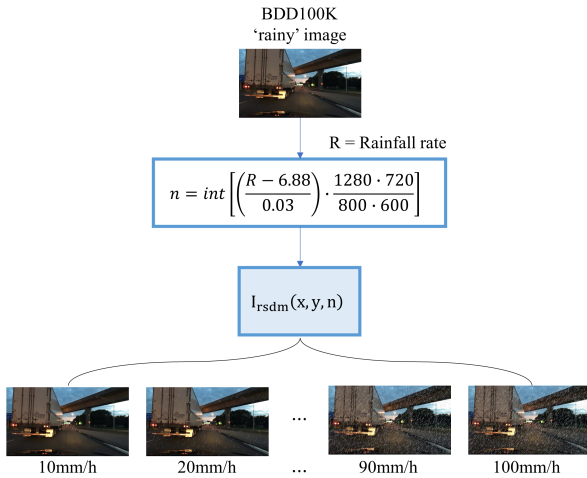 BDD100K
‘rainy’ image
R = Rainfall rate
n = int [((R − 6.88) / 0.03) · (1280 · 720) / (800 · 600)]
I_rsdm(x, y, n)
... 
10mm/h 20mm/h ... 90mm/h 100mm/h